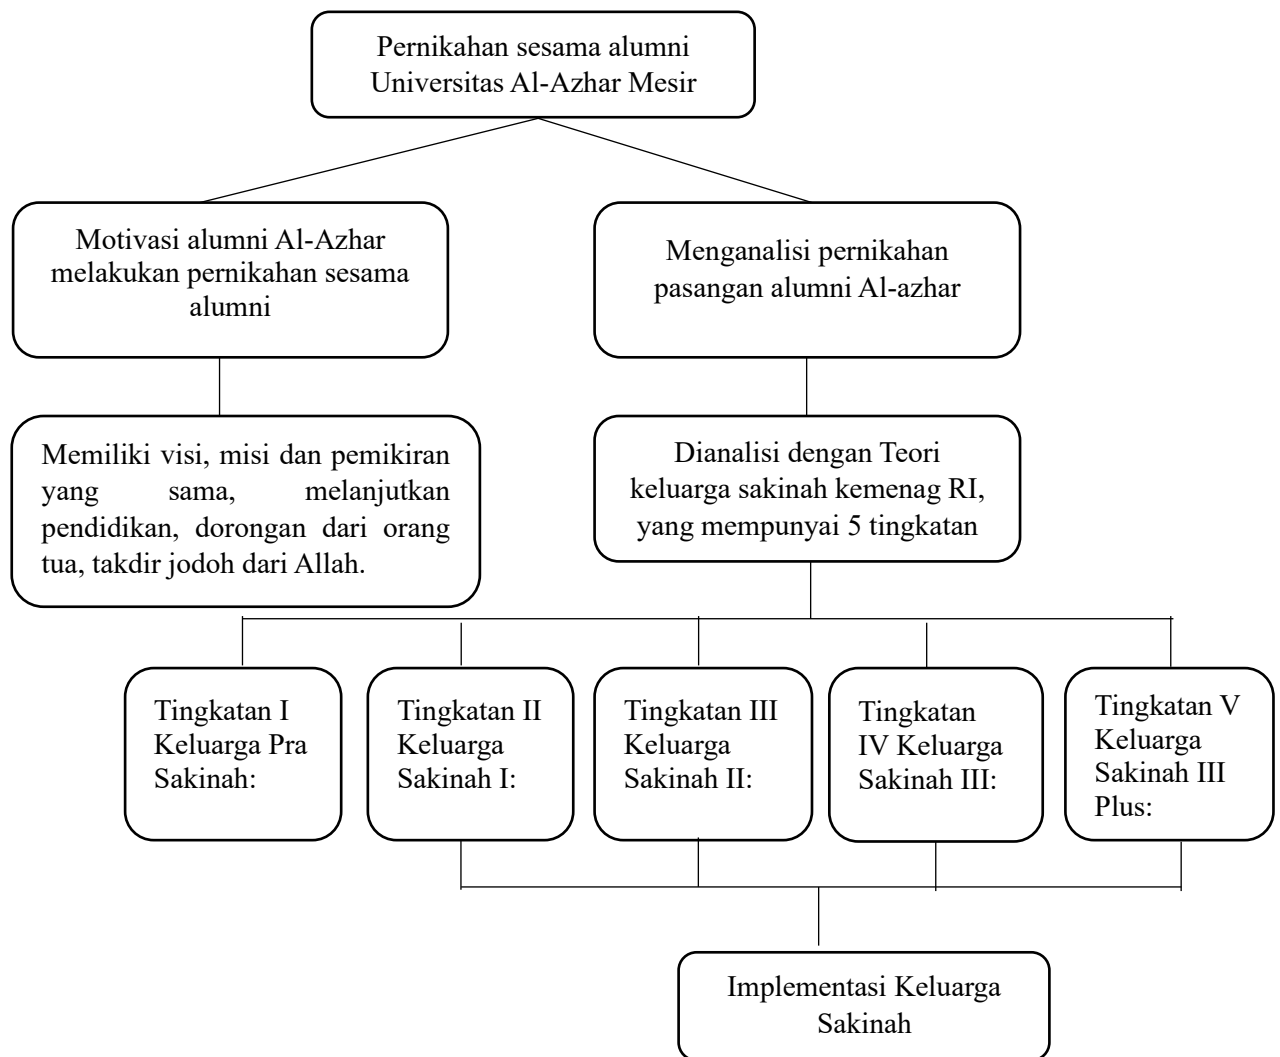 Pernikahan sesama alumni
Universitas Al-Azhar Mesir
Motivasi alumni Al-Azhar
melakukan pernikahan sesama
alumni
Menganalisi pernikahan
pasangan alumni Al-azhar
Memiliki visi, misi dan pemikiran
yang sama, melanjutkan
pendidikan, dorongan dari orang
tua, takdir jodoh dari Allah.
Dianalisi dengan Teori
keluarga sakinah kemenag RI,
yang mempunyai 5 tingkatan
Tingkatan I
Keluarga Pra
Sakinah:
Tingkatan II
Keluarga
Sakinah I:
Tingkatan III
Keluarga
Sakinah II:
Tingkatan
IV Keluarga
Sakinah III:
Tingkatan V
Keluarga
Sakinah III
Plus:
Implementasi Keluarga
Sakinah